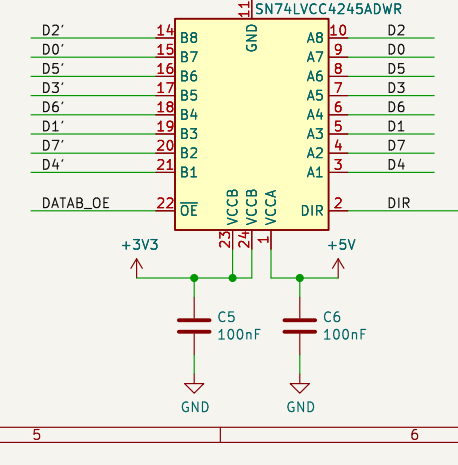 11 SN74LVCC4245ADWR
GND
D2' 14 B8 A8 10 D2
D0' 15 B7 A7 9 D0
D5' 16 B6 A6 8 D5
D3' 17 B5 A5 7 D3
D6' 18 B4 A4 6 D6
D1' 19 B3 A3 5 D1
D7' 20 B2 A2 4 D7
D4' 21 B1 A1 3 D4
DATAB_OE 22 OE DIR 2 DIR
VCCB VCCB VCCA
23 24 1
+3V3 +5V
C5 C6
100nF 100nF
GND GND
5 6